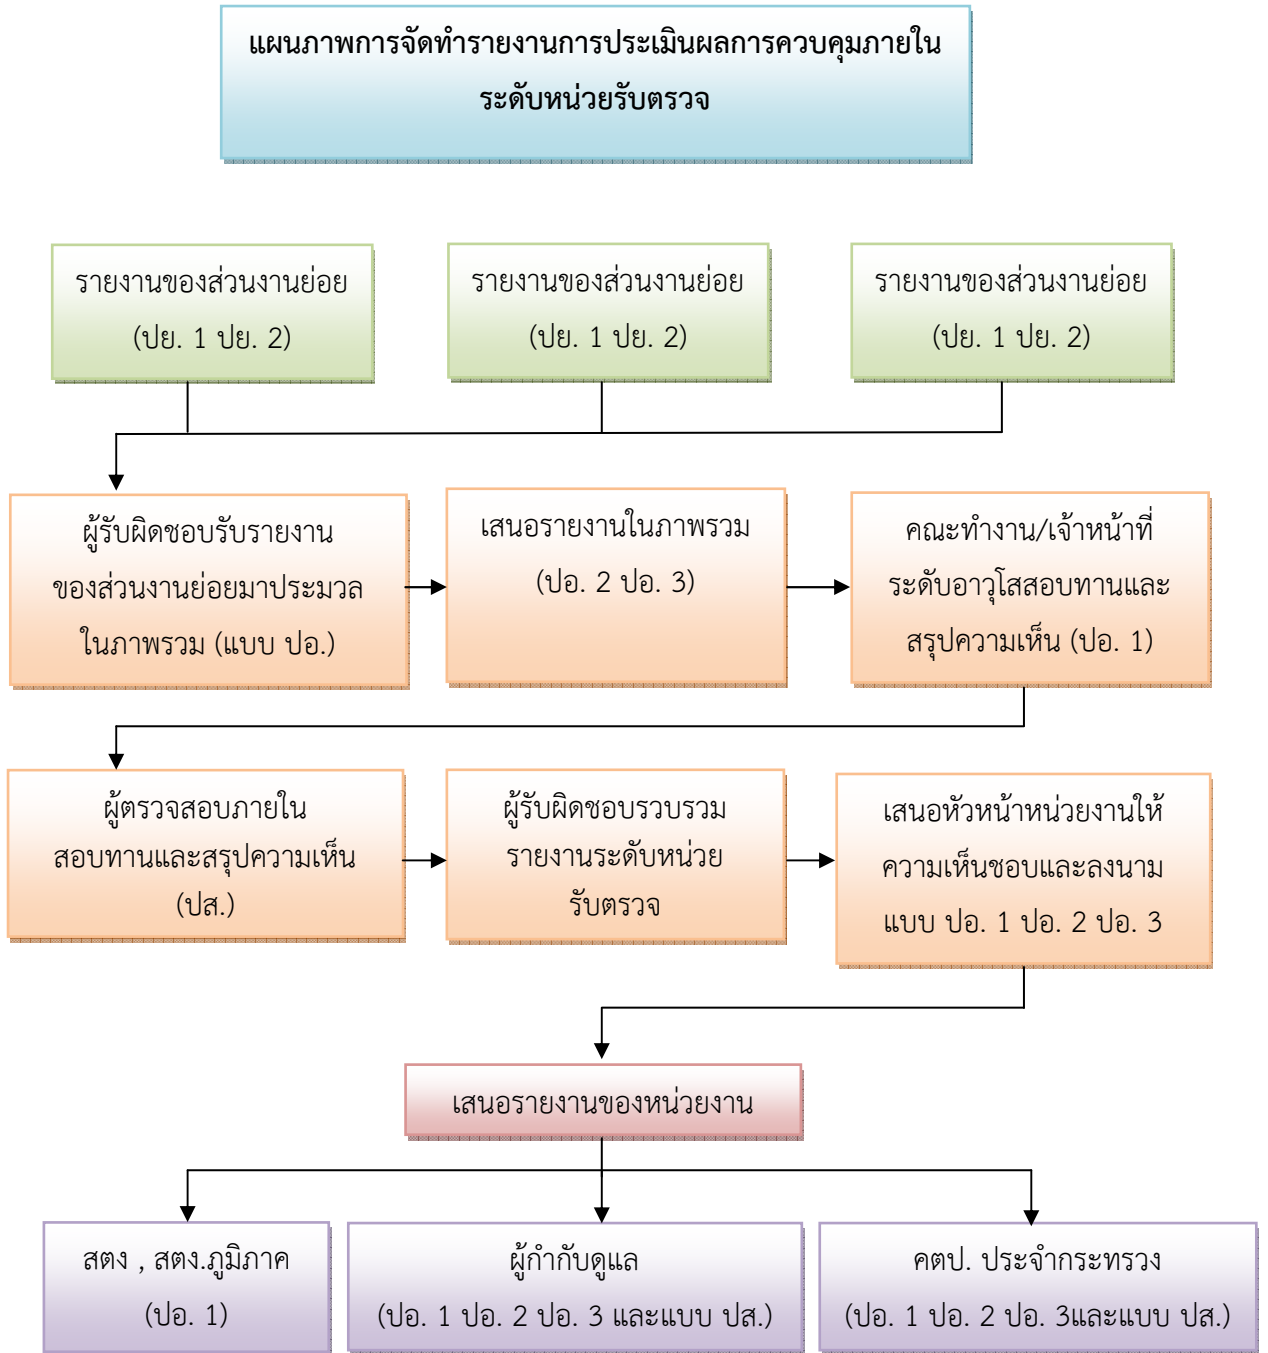 แผนภาพการจัดทำรายงานการประเมินผลการควบคุมภายใน
ระดับหน่วยรับตรวจ
รายงานของส่วนงานย่อย
(ปย. 1 ปย. 2)
รายงานของส่วนงานย่อย
(ปย. 1 ปย. 2)
รายงานของส่วนงานย่อย
(ปย. 1 ปย. 2)
ผู้รับผิดชอบรับรายงาน
ของส่วนงานย่อยมาประมวล
ในภาพรวม (แบบ ปอ.)
เสนอรายงานในภาพรวม
(ปอ. 2 ปอ. 3)
คณะทำงาน/เจ้าหน้าที่
ระดับอาวุโสสอบทานและ
สรุปความเห็น (ปอ. 1)
ผู้ตรวจสอบภายใน
สอบทานและสรุปความเห็น
(ปส.)
ผู้รับผิดชอบรวบรวม
รายงานระดับหน่วย
รับตรวจ
เสนอหัวหน้าหน่วยงานให้
ความเห็นชอบและลงนาม
แบบ ปอ. 1 ปอ. 2 ปอ. 3
เสนอรายงานของหน่วยงาน
สตง , สตง.ภูมิภาค
(ปอ. 1)
ผู้กำกับดูแล
(ปอ. 1 ปอ. 2 ปอ. 3 และแบบ ปส.)
คตป. ประจำกระทรวง
(ปอ. 1 ปอ. 2 ปอ. 3และแบบ ปส.)